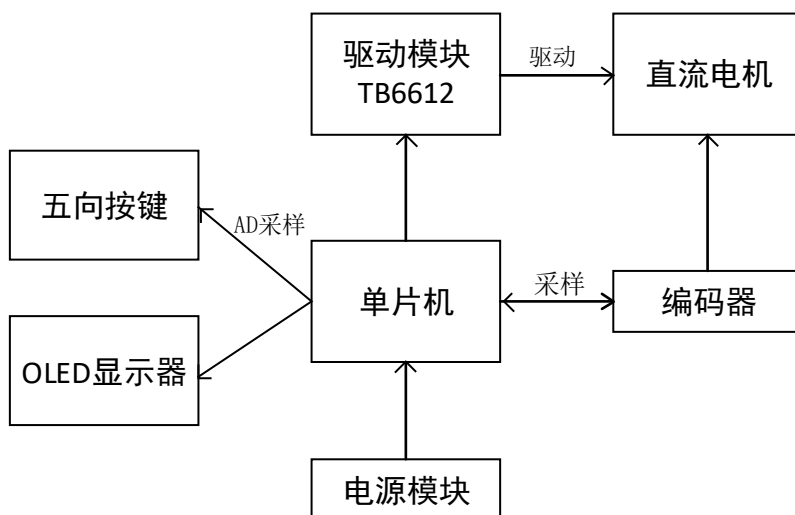 驱动模块
TB6612
驱动
直流电机
五向按键
AD采样
单片机
采样
编码器
OLED显示器
电源模块